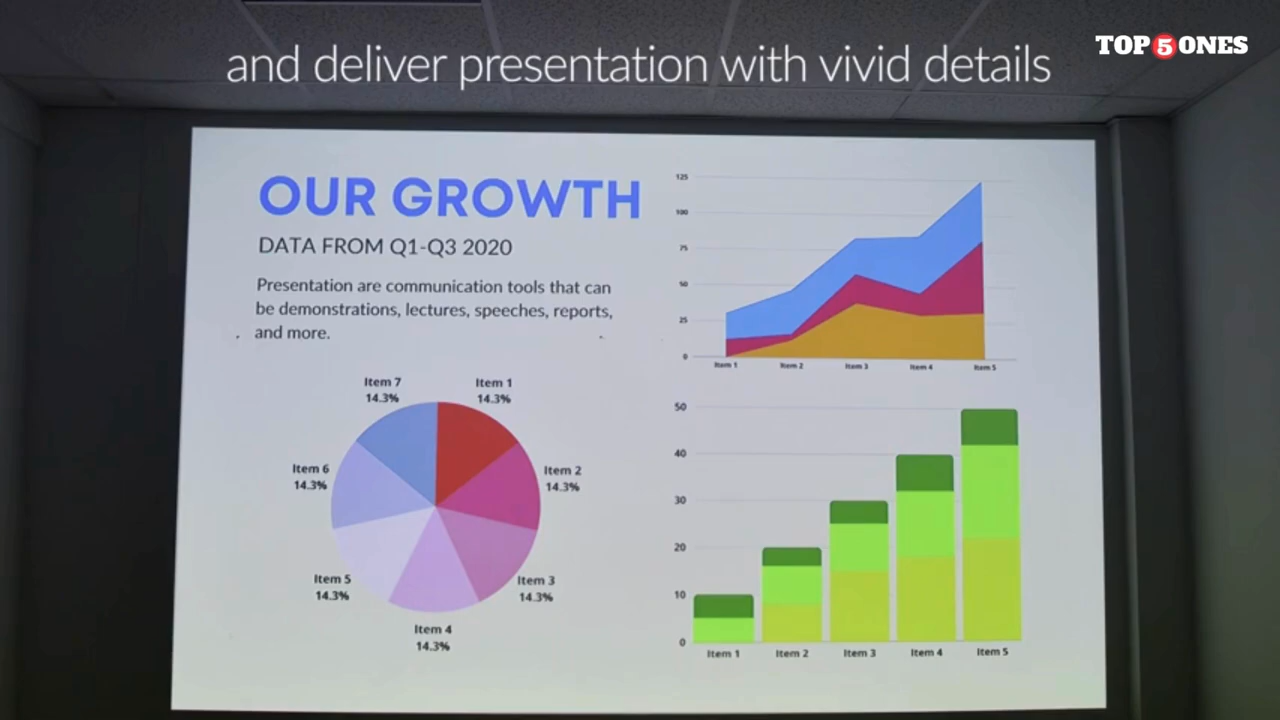 and deliver presentation with vivid details
TOP 5 ONES
OUR GROWTH
DATA FROM Q1-Q3 2020
Presentation are communication tools that can
be demonstrations, lectures, speeches, reports,
and more.
125
100
75
50
25
0
Item 1
Item 2
Item 3
Item 4
Item 5
Item 7
14.3%
Item 1
14.3%
Item 6
14.3%
Item 2
14.3%
Item 5
14.3%
Item 3
14.3%
Item 4
14.3%
50
40
30
20
10
0
Item 1
Item 2
Item 3
Item 4
Item 5